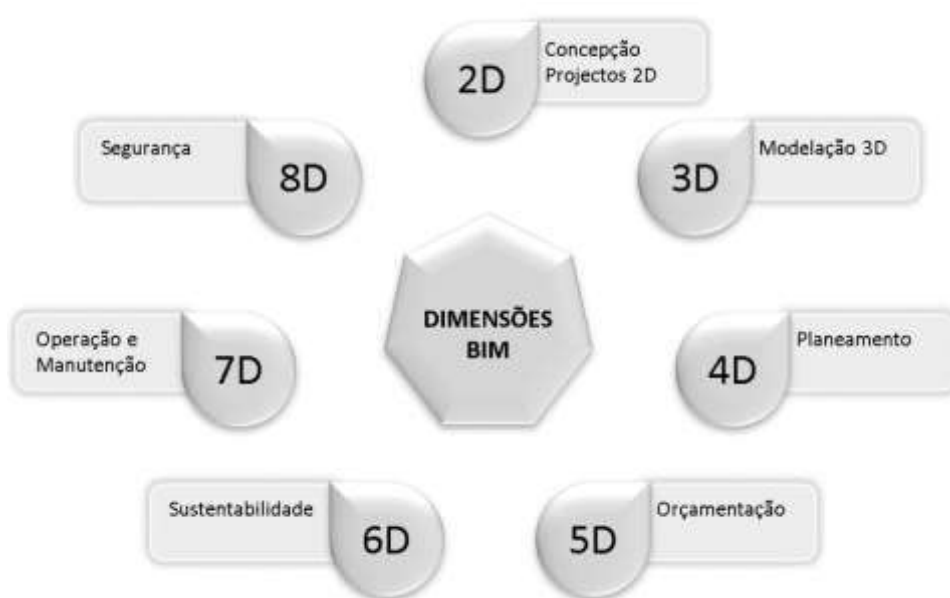 2D
Concepção
Projectos 2D
3D
Modelação 3D
4D
Planeamento
5D
Orçamentação
6D
Sustentabilidade
7D
Operação e
Manutenção
8D
Segurança
DIMENSÕES
BIM